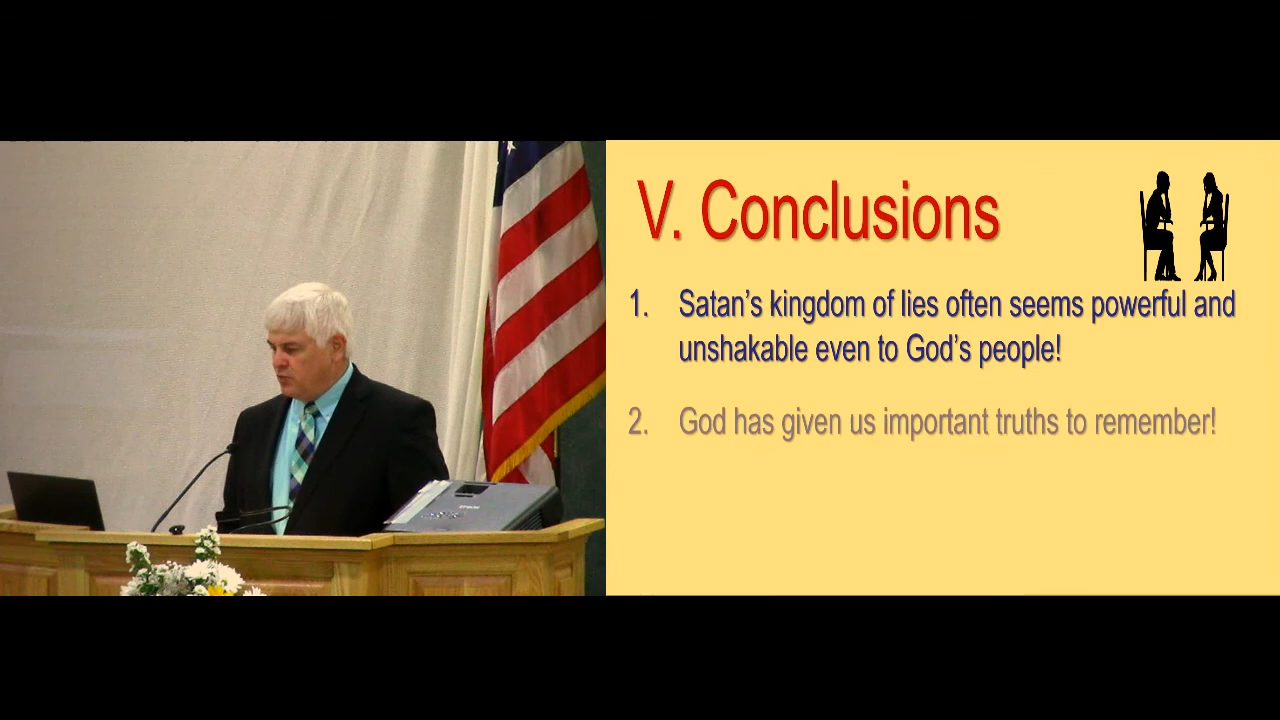 V. Conclusions
1. Satan's kingdom of lies often seems powerful and
unshakable even to God's people!
2. God has given us important truths to remember!
EPSON